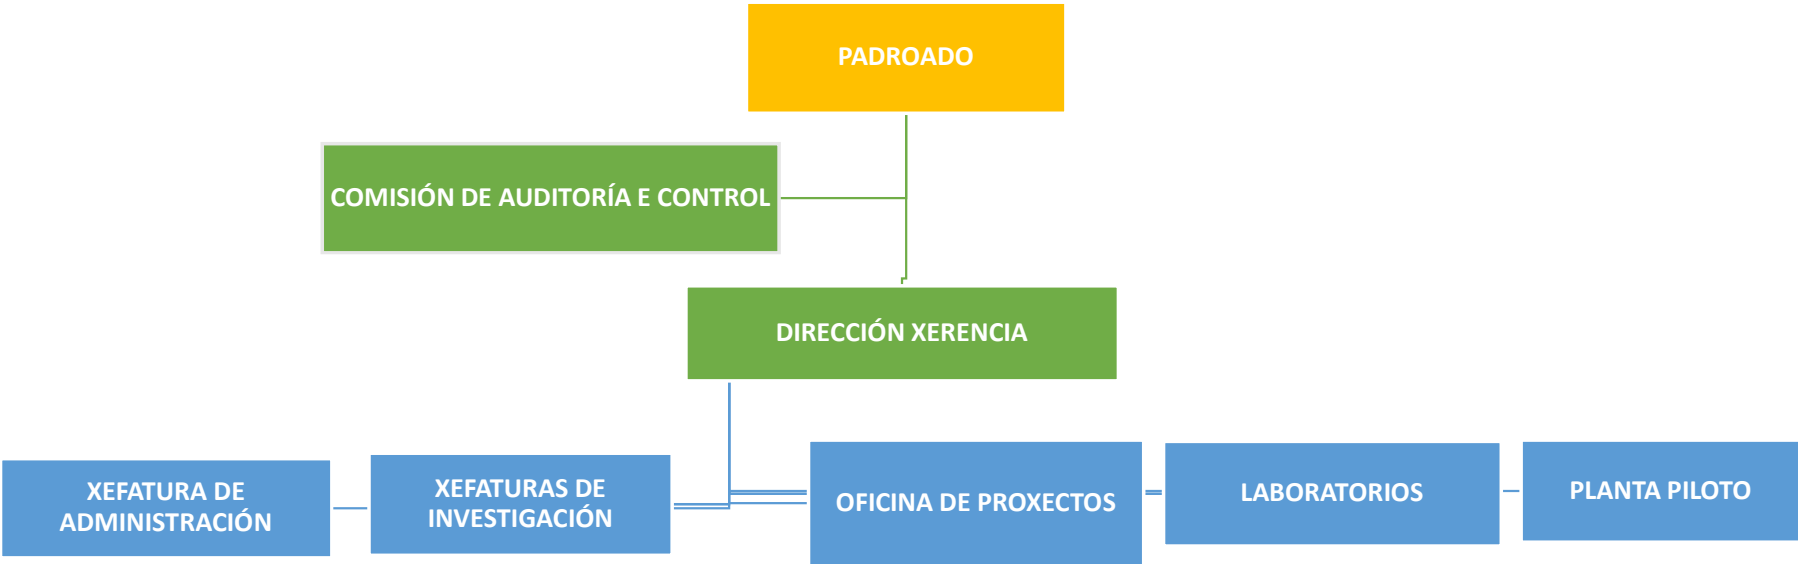 PADROADO
COMISIÓN DE AUDITORÍA E CONTROL
DIRECCIÓN XERENCIA
XEFATURA DE
ADMINISTRACIÓN
XEFATURAS DE
INVESTIGACIÓN
OFICINA DE PROXECTOS
LABORATORIOS
PLANTA PILOTO